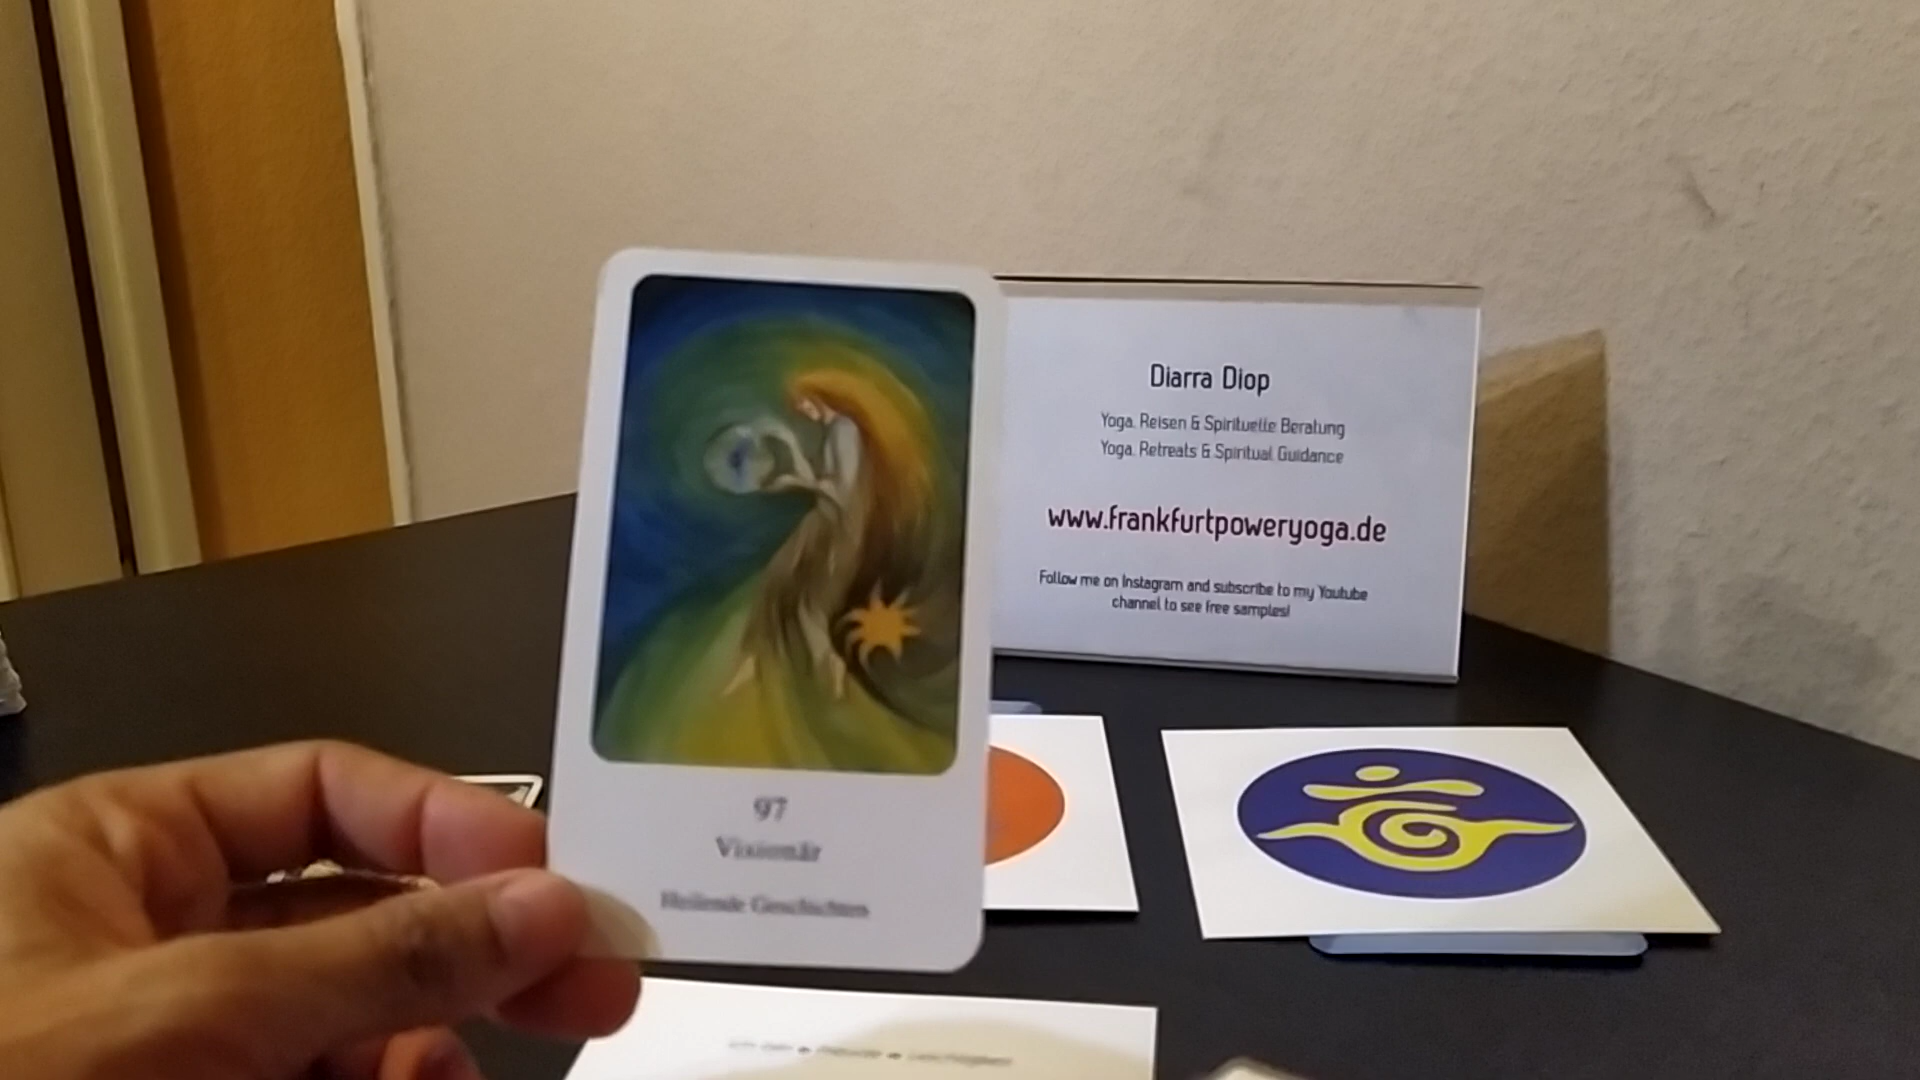 Diarra Diop
Yoga, Reisen & Spirituelle Beratung
Yoga, Retreats & Spiritual Guidance
www.frankfurtpoweryoga.de
Follow me on Instagram and subscribe to my Youtube
channel to see free samples!
97
Visionär
Heilende Geschichten